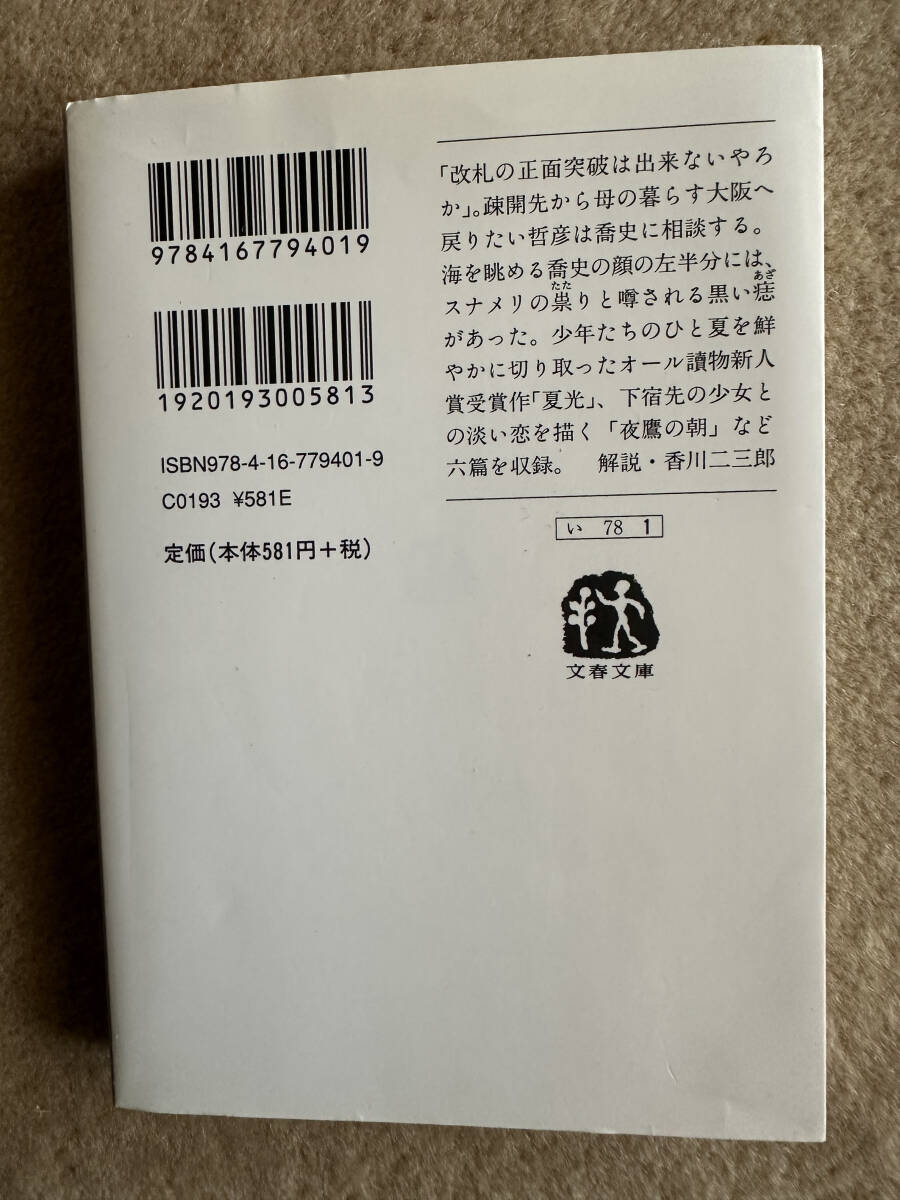 9784167794019
1920193005813
ISBN978-4-16-779401-9
C0193 ¥581E
定価(本体581円+税)
「改札の正面突破は出来ないやろ
か」。疎開先から母の暮らす大阪へ
戻りたい哲彦は喬史に相談する。
海を眺める喬史の顔の左半分には、
たた
あざ
スナメリの祟りと噂される黒い痣
があった。少年たちのひと夏を鮮
やかに切り取ったオール讀物新人
賞受賞作「夏光」、下宿先の少女と
の淡い恋を描く「夜鷹の朝」など
六篇を収録。 解説・香川二三郎
い 78 1
文春文庫